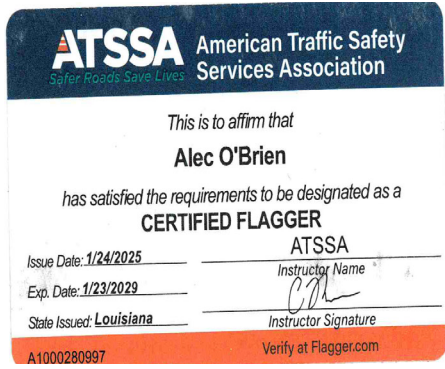 ATSSA
Safer Roads Save Lives
American Traffic Safety
Services Association
This is to affirm that
Alec O'Brien
has satisfied the requirements to be designated as a
CERTIFIED FLAGGER
Issue Date: 1/24/2025
ATSSA
Instructor Name
Exp. Date: 1/23/2029
State Issued: Louisiana
Instructor Signature
A1000280997
Verify at Flagger.com